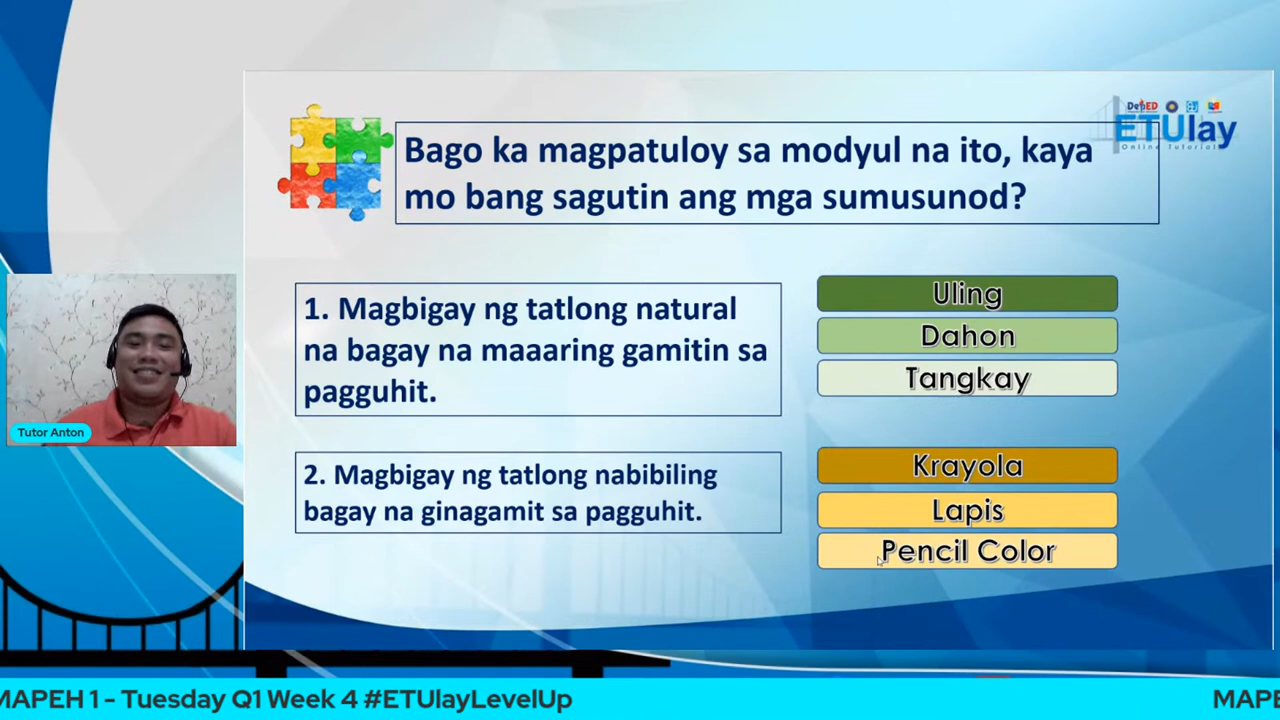 DepED
ETUlay
Online Tutorial
Bago ka magpatuloy sa modyul na ito, kaya
mo bang sagutin ang mga sumusunod?
1. Magbigay ng tatlong natural
na bagay na maaaring gamitin sa
pagguhit.
Uling
Dahon
Tangkay
2. Magbigay ng tatlong nabibiling
bagay na ginagamit sa pagguhit.
Krayola
Lapis
Pencil Color
Tutor Anton
MAPEH 1 - Tuesday Q1 Week 4 #ETUlayLevelUp
MAPE